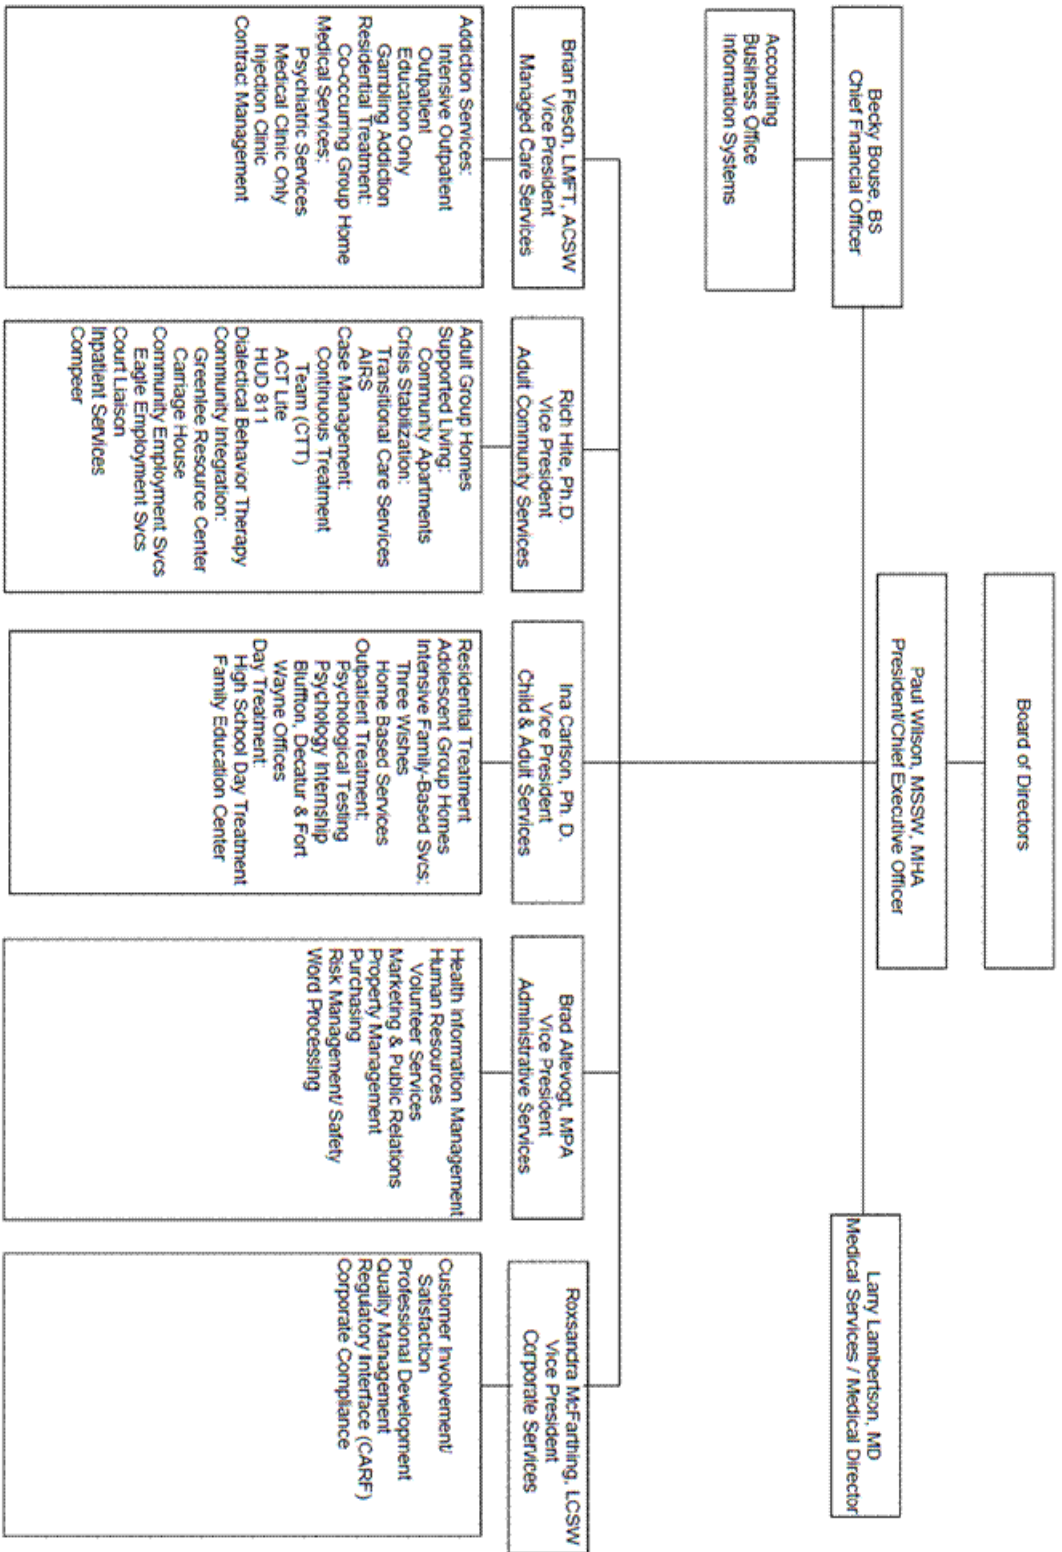 Board of Directors
Paul Wilson, MSSW, MHA
President/Chief Executive Officer
Becky Bouse, BS
Chief Financial Officer
Larry Lambertson, MD
Medical Services / Medical Director
Accounting
Business Office
Information Systems
Brian Flesch, LMFT, ACSW
Vice President
Managed Care Services
Rich Hite, Ph.D.
Vice President
Adult Community Services
Ina Carlson, Ph. D.
Vice President
Child & Adult Services
Brad Allevogt, MPA
Vice President
Administrative Services
Roxsandra McFarthing, LCSW
Vice President
Corporate Services
Addiction Services:
Intensive Outpatient
Outpatient
Education Only
Gambling Addiction
Residential Treatment:
Co-occurring Group Home
Medical Services:
Psychiatric Services
Medical Clinic Only
Injection Clinic
Contract Management
Adult Group Homes
Supported Living:
Community Apartments
Crisis Stabilization:
Transitional Care Services
AIRS
Case Management:
Continuous Treatment
Team (CTT)
ACT Lite
HUD 811
Dialectical Behavior Therapy
Community Integration:
Greenlee Resource Center
Carriage House
Community Employment Svcs
Eagle Employment Svcs
Court Liaison
Inpatient Services
Compeer
Residential Treatment
Adolescent Group Homes
Intensive Family-Based Svcs:
Three Wishes
Home Based Services
Outpatient Treatment:
Psychological Testing
Psychology Internship
Bluffton, Decatur & Fort
Wayne Offices
Day Treatment:
High School Day Treatment
Family Education Center
Health Information Management
Human Resources
Volunteer Services
Marketing & Public Relations
Property Management
Purchasing
Risk Management/ Safety
Word Processing
Customer Involvement/
Satisfaction
Professional Development
Quality Management
Regulatory Interface (CARF)
Corporate Compliance